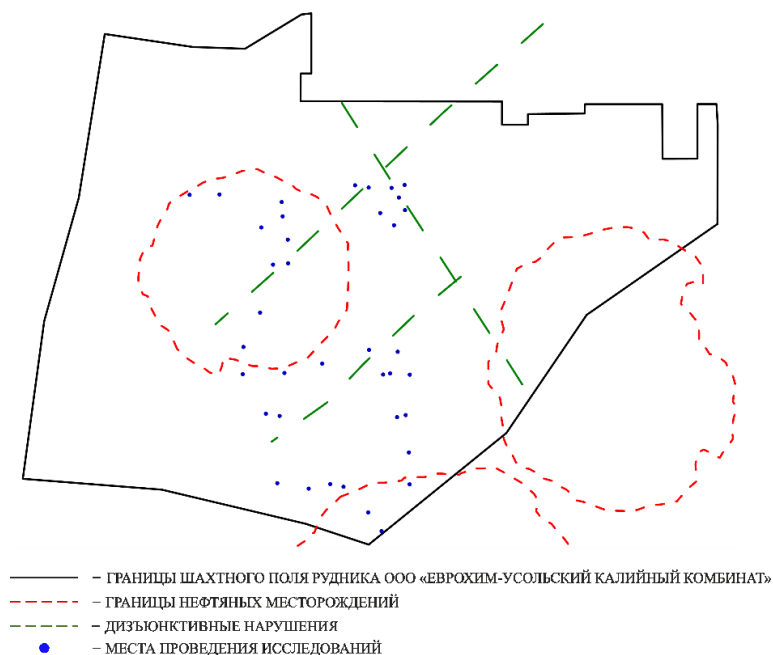 – ГРАНИЦЫ ШАХТНОГО ПОЛЯ РУДНИКА ООО «ЕВРОХИМ-УСОЛЬСКИЙ КАЛИЙНЫЙ КОМБИНАТ»
– ГРАНИЦЫ НЕФТЯНЫХ МЕСТОРОЖДЕНИЙ
– ДИЗЪЮНКТИВНЫЕ НАРУШЕНИЯ
– МЕСТА ПРОВЕДЕНИЯ ИССЛЕДОВАНИЙ